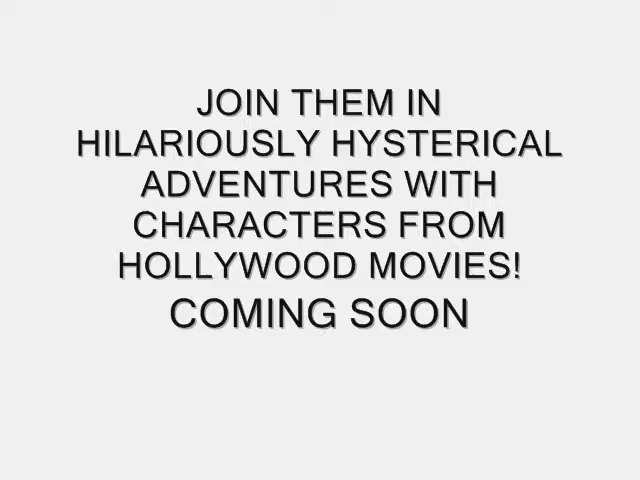 JOIN THEM IN
HILARIOUSLY HYSTERICAL
ADVENTURES WITH
CHARACTERS FROM
HOLLYWOOD MOVIES!
COMING SOON